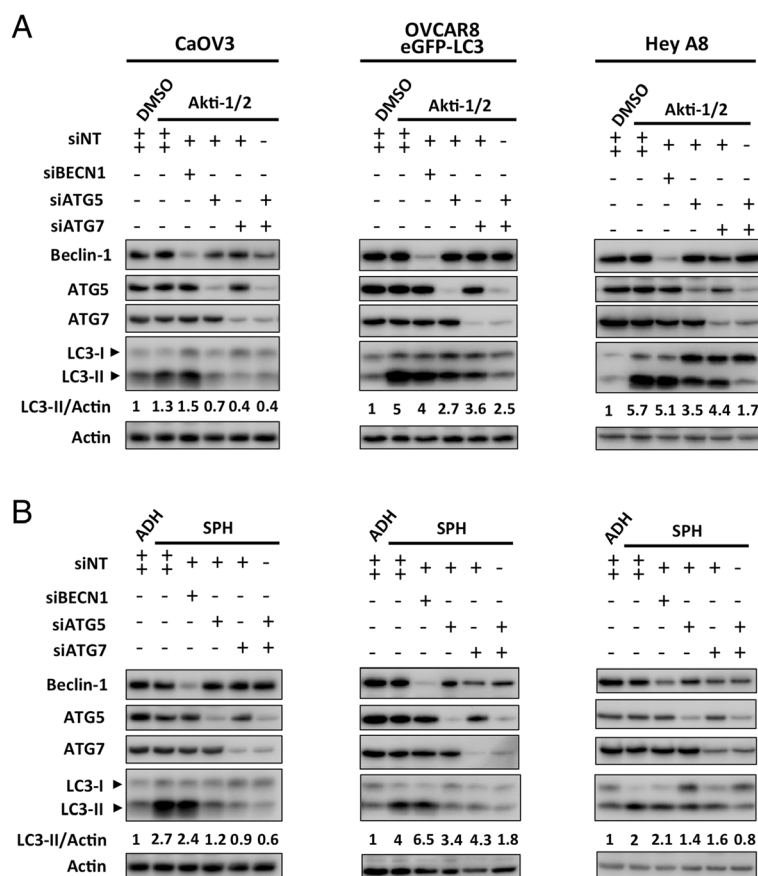 A
CaOV3 OVCAR8 eGFP-LC3 Hey A8
DMSO Akti-1/2 DMSO Akti-1/2 DMSO Akti-1/2
siNT ++ ++ + + + - ++ ++ + + + - ++ ++ + + + -
siBECN1 - - + - - - - - + - - - - - + - - -
siATG5 - - - + - + - - - + - + - - - + - +
siATG7 - - - - + + - - - - + + - - - - + +
Beclin-1
ATG5
ATG7
LC3-I ►
LC3-II ►
LC3-II/Actin 1 1.3 1.5 0.7 0.4 0.4 1 5 4 2.7 3.6 2.5 1 5.7 5.1 3.5 4.4 1.7
Actin
B
ADH SPH ADH SPH ADH SPH
siNT ++ ++ + + + - ++ ++ + + + - ++ ++ + + + -
siBECN1 - - + - - - - - + - - - - - + - - -
siATG5 - - - + - + - - - + - + - - - + - +
siATG7 - - - - + + - - - - + + - - - - + +
Beclin-1
ATG5
ATG7
LC3-I ►
LC3-II ►
LC3-II/Actin 1 2.7 2.4 1.2 0.9 0.6 1 4 6.5 3.4 4.3 1.8 1 2 2.1 1.4 1.6 0.8
Actin